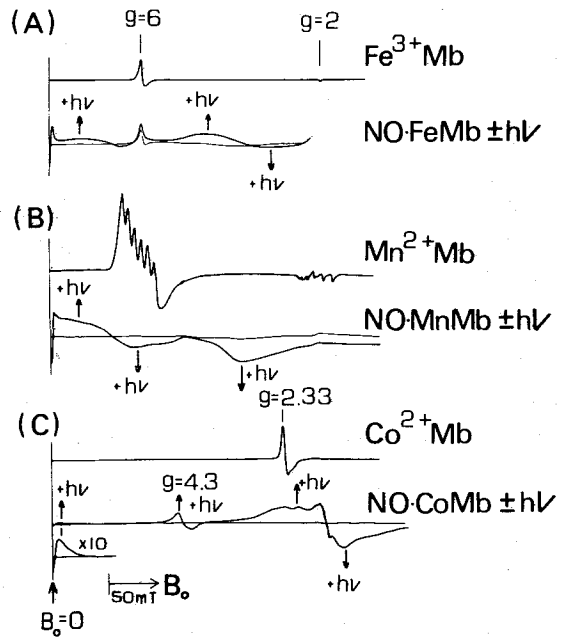 (A)
g=6
g=2
Fe³⁺Mb
+hν
+hν
NO·FeMb ±hν
+hν
(B)
Mn²⁺Mb
+hν
NO·MnMb ±hν
+hν
+hν
(C)
g=2.33
Co²⁺Mb
+hν
g=4.3
+hν
+hν
NO·CoMb ±hν
x10
+hν
50mT
B₀
B₀=0